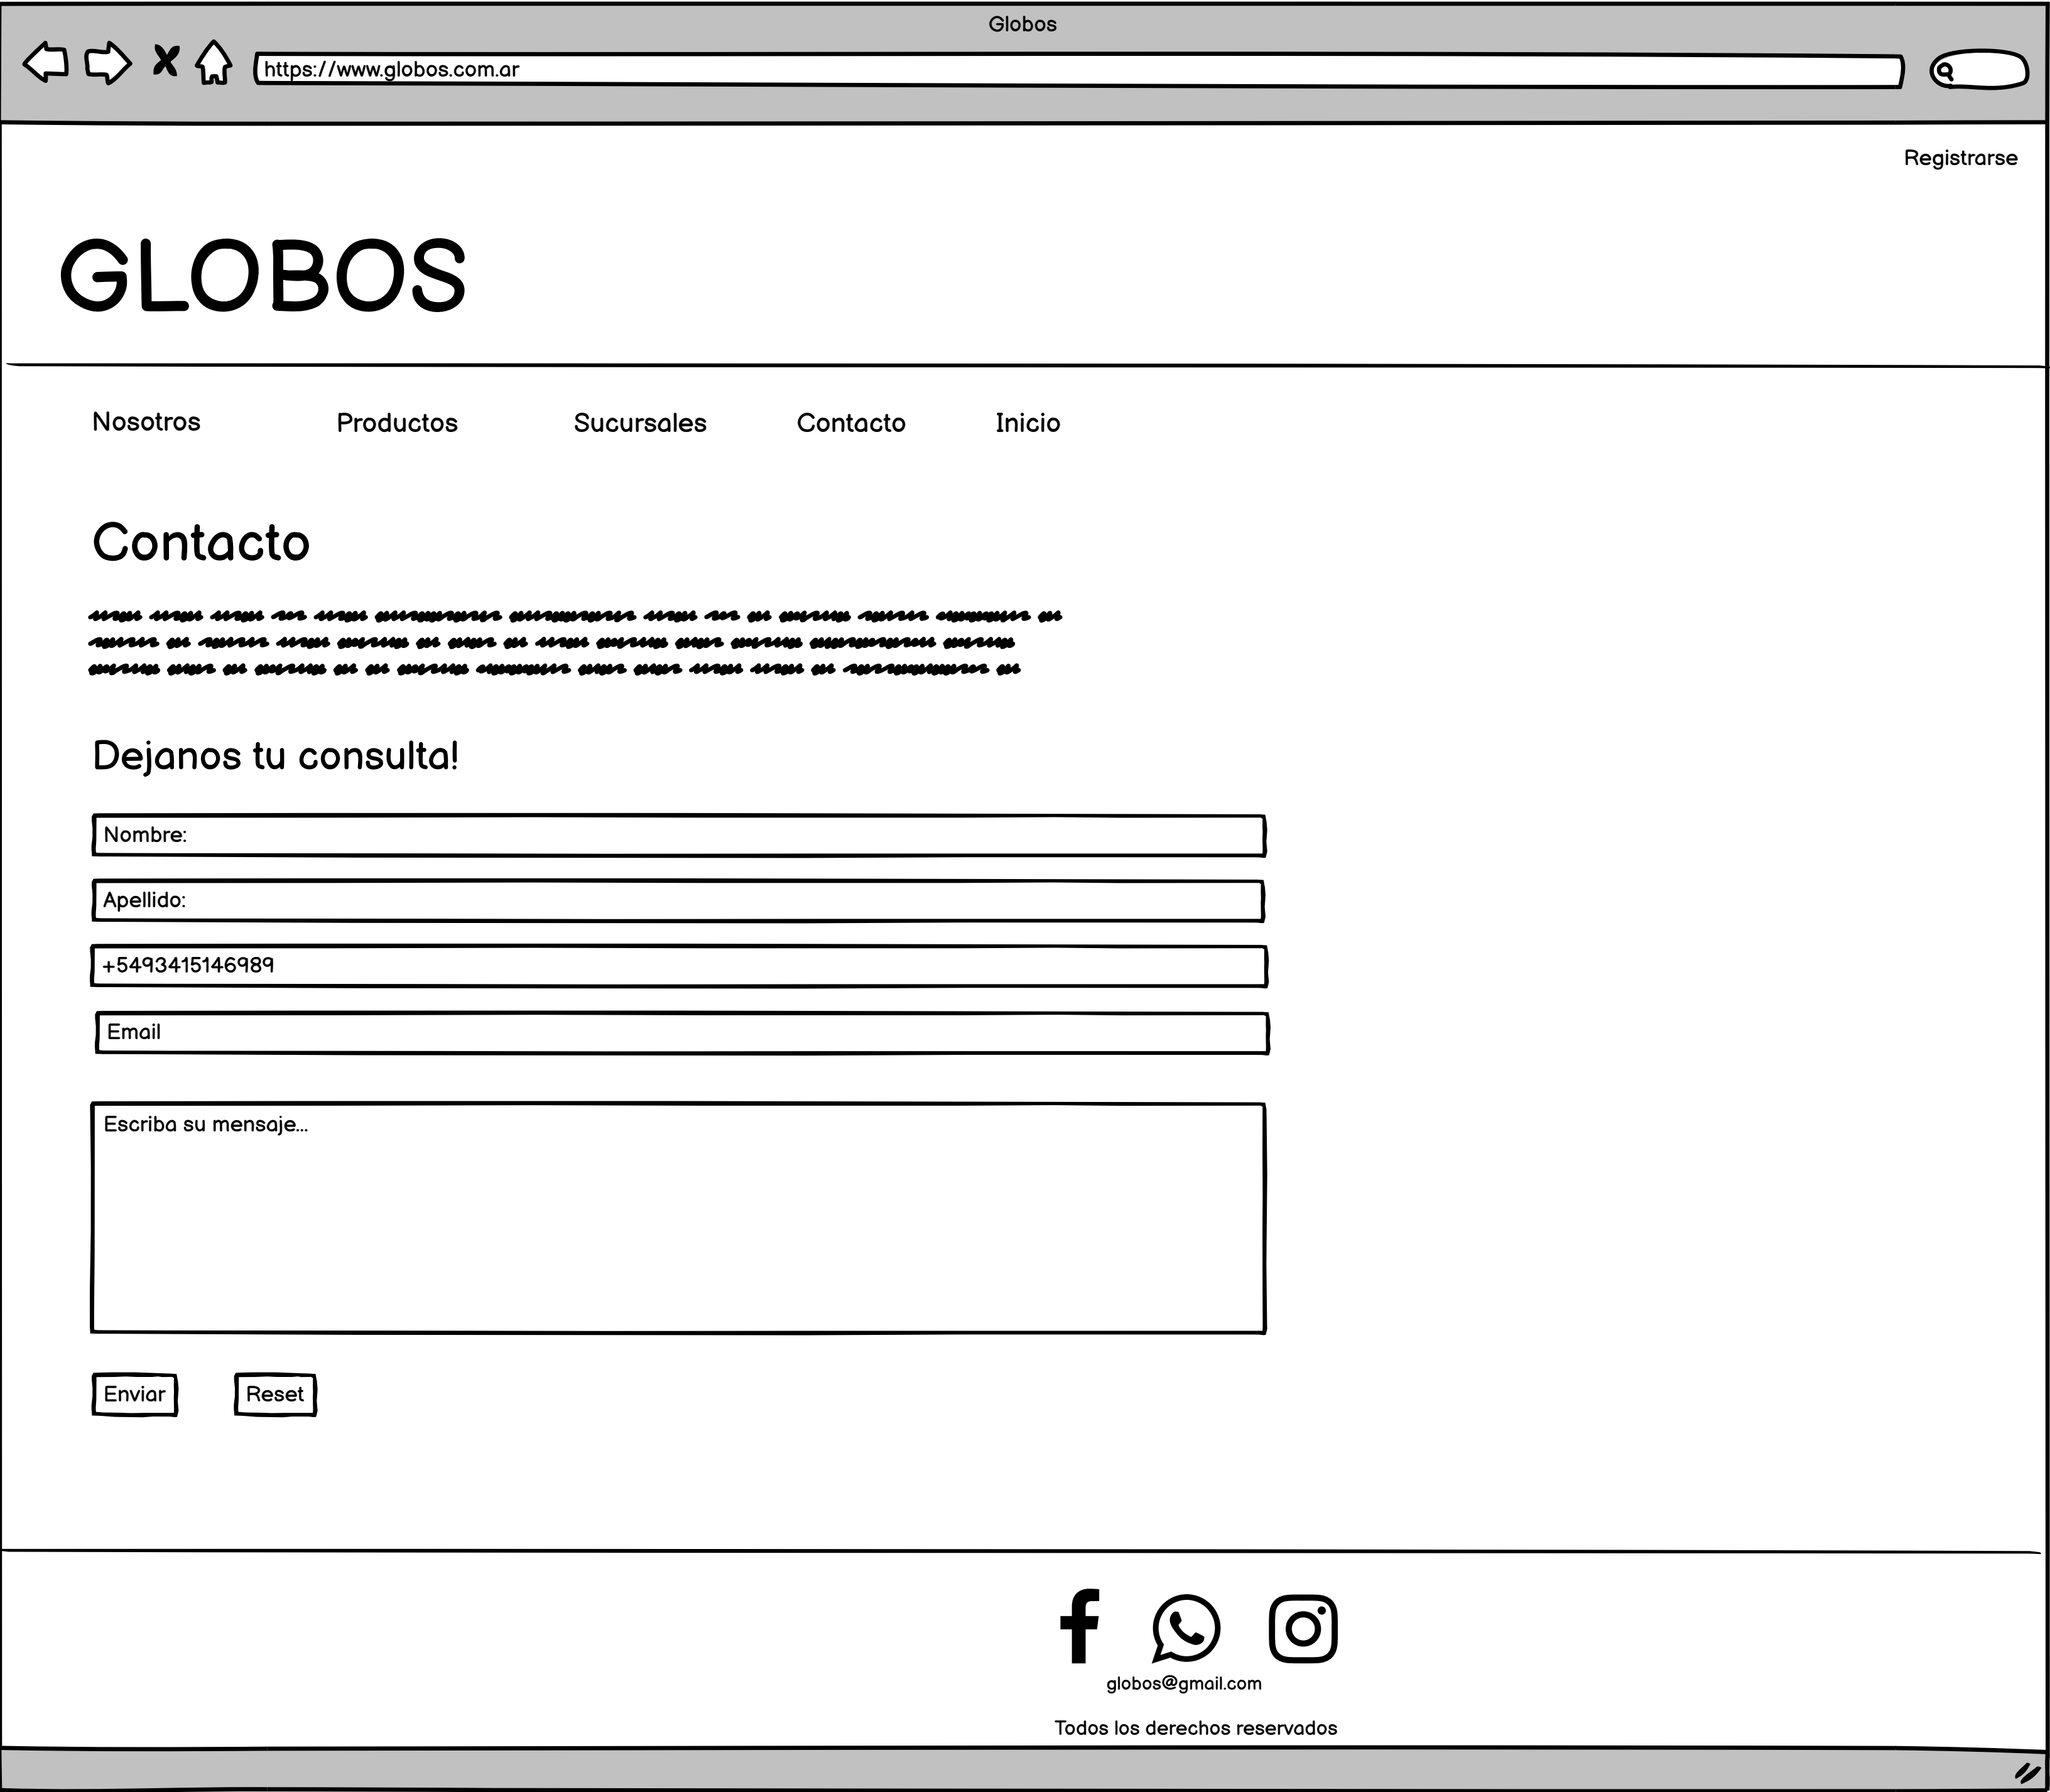 Globos
https://www.globos.com.ar
Registrarse
GLOBOS
Nosotros Productos Sucursales Contacto Inicio
Contacto
Dejanos tu consulta!
Nombre:
Apellido:
+5493415146989
Email
Escriba su mensaje...
Enviar Reset
globos@gmail.com
Todos los derechos reservados